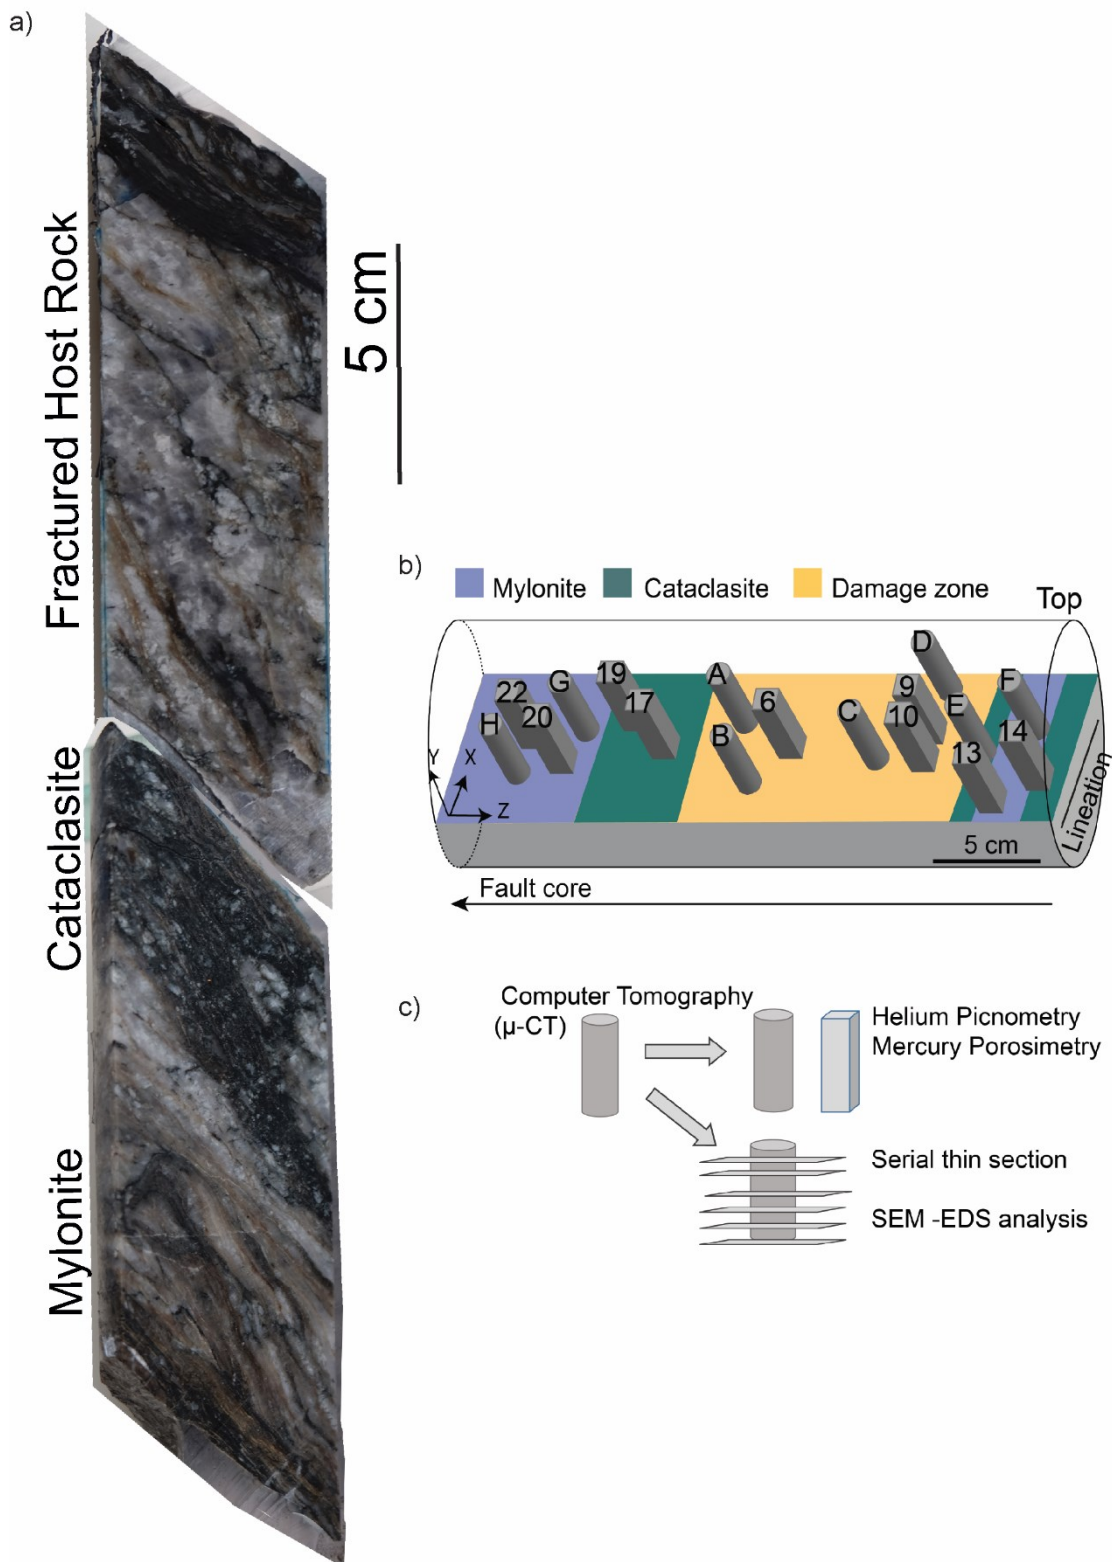 a)
Fractured Host Rock
Cataclasite
Mylonite
5 cm
b)
Mylonite Cataclasite Damage zone
Top
D
22 G 19 A 6 9 F
H 20 17 B C 10 E 14
13
Y X Z
Lineation
5 cm
Fault core
c)
Computer Tomography
(µ-CT)
Helium Picnometry
Mercury Porosimetry
Serial thin section
SEM -EDS analysis